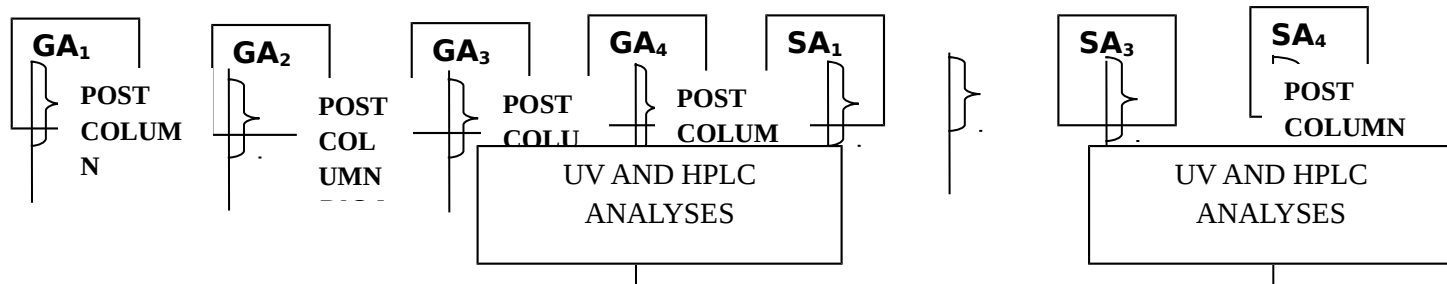 GA₁
GA₂
GA₃
GA₄
SA₁
SA₃
SA₄
POST
COLUM
N
POST
COL
UMN
POST
COLU
POST
COLUM
POST
COLUMN
UV AND HPLC
ANALYSES
UV AND HPLC
ANALYSES